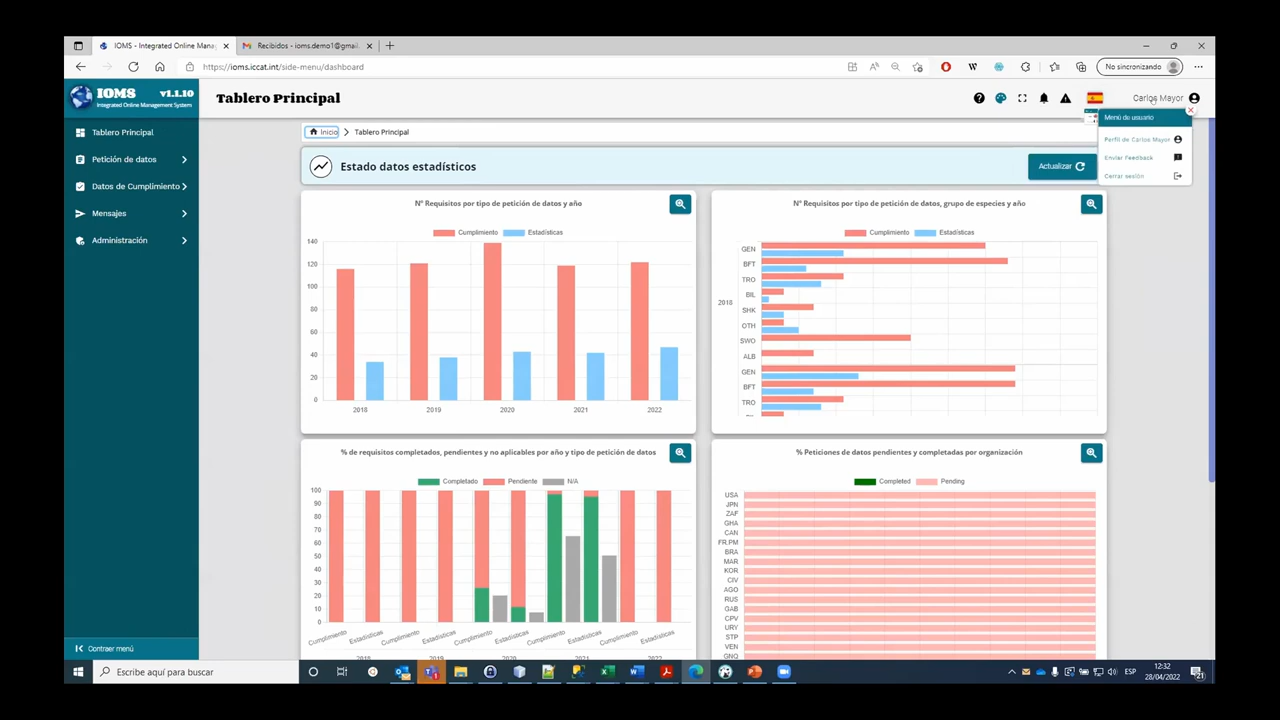 IOMS - Integrated Online Mana
Recibidos - ioms.demo1@gmail.
https://ioms.iccat.int/side-menu/dashboard
No sincronizando
IOMS v1.1.10
Integrated Online Management System
Tablero Principal
Carlos Mayor
Menú de usuario
Perfil de Carlos Mayor
Enviar Feedback
Cerrar sesión
Tablero Principal
Petición de datos
Datos de Cumplimiento
Mensajes
Administración
Contraer menú
Inicio
Tablero Principal
Estado datos estadísticos
Actualizar
Nº Requisitos por tipo de petición de datos y año
Cumplimiento Estadísticas
140
120
100
80
60
40
20
0
2018 2019 2020 2021 2022
Nº Requisitos por tipo de petición de datos, grupo de especies y año
Cumplimiento Estadísticas
2018
GEN
BFT
TRO
BIL
SHK
OTH
SWO
ALB
GEN
BFT
TRO
% de requisitos completados, pendientes y no aplicables por año y tipo de petición de datos
Completado Pendiente N/A
100
90
80
70
60
50
40
30
20
10
0
Cumplimiento Estadísticas Cumplimiento Estadísticas Cumplimiento Estadísticas Cumplimiento Estadísticas Cumplimiento Estadísticas
2018 2019 2020 2021 2022
% Peticiones de datos pendientes y completadas por organización
Completed Pending
USA
JPN
ZAF
GHA
CAN
FR.PM
BRA
MAR
KOR
CIV
AGO
RUS
GAB
CPV
URY
STP
VEN
GNQ
Escribe aquí para buscar
ESP
12:32
28/04/2022
21